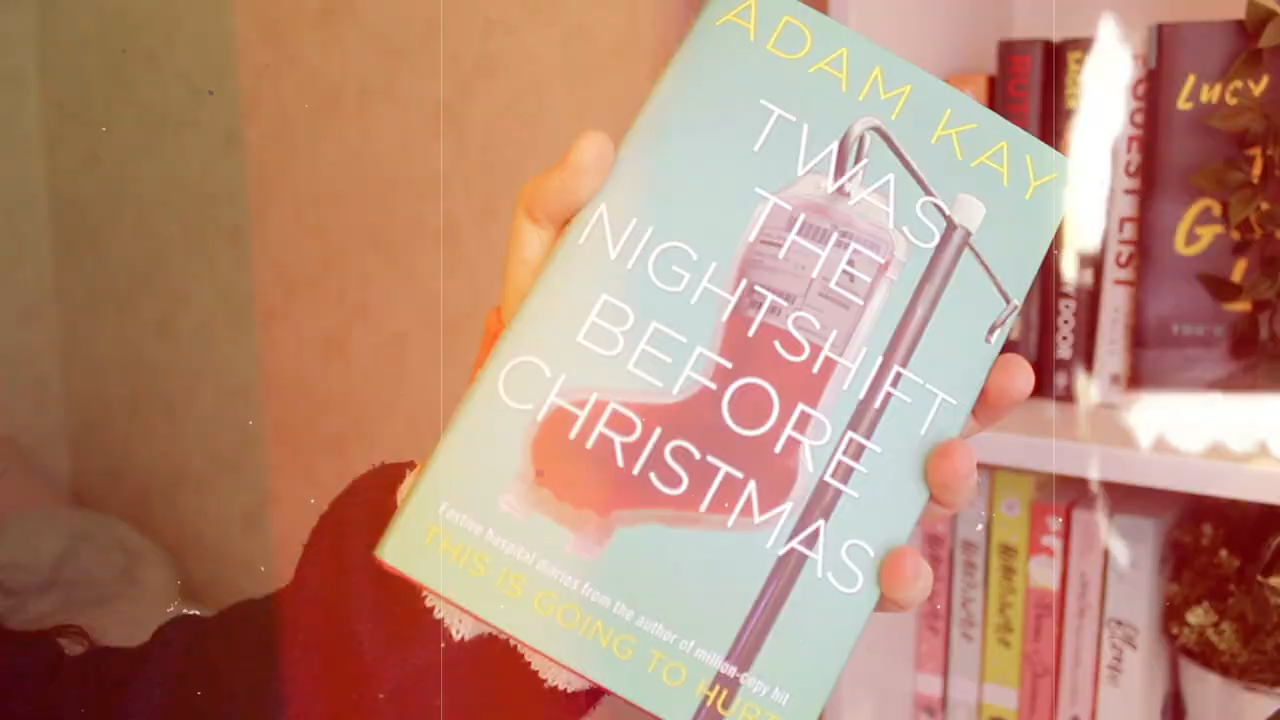 ADAM KAY
TWAS
THE
NIGHTSHIFT
BEFORE
CHRISTMAS
Festive hospital diaries from the author of million-copy hit
THIS IS GOING TO HURT
LUCY
GUEST LIST
DOOR